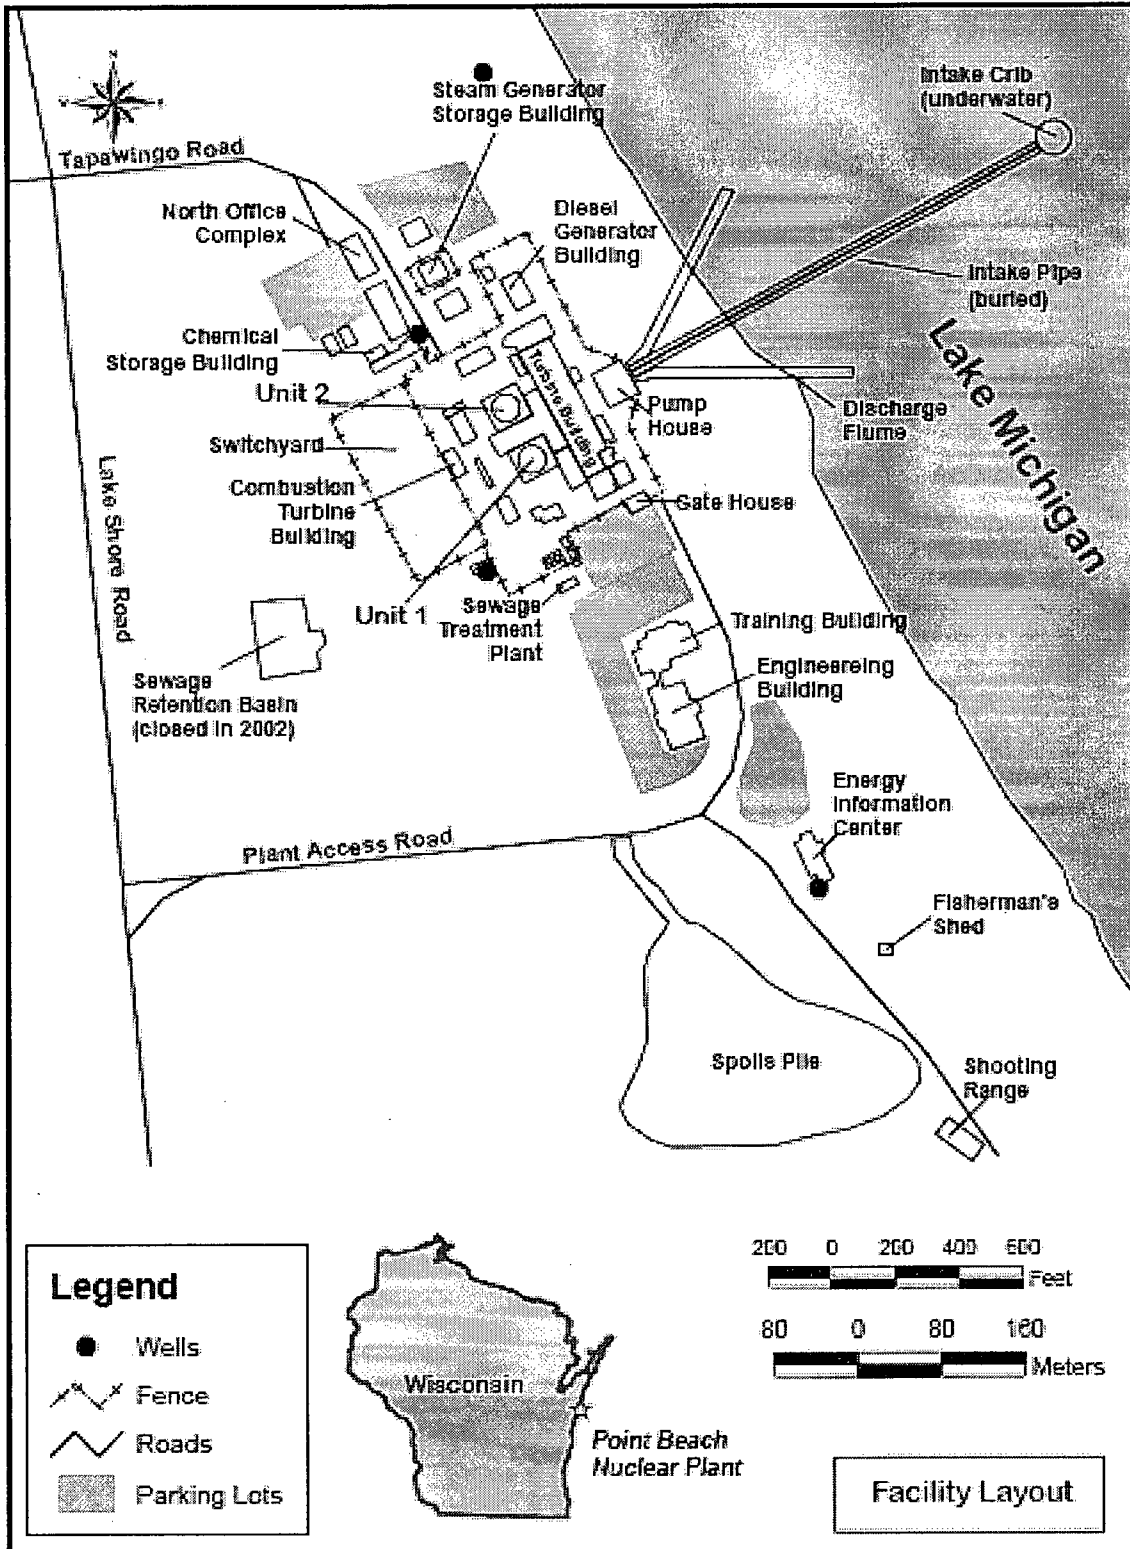 Steam Generator
Storage Building
Intake Crib
(underwater)
Tapawingo Road
North Office
Complex
Diesel
Generator
Building
Intake Pipe
(buried)
Chemical
Storage Building
Turbine Building
Lake Michigan
Unit 2
Pump
House
Discharge
Flume
Switchyard
Lake Shore Road
Combustion
Turbine
Building
Gate House
Unit 1
Sewage
Treatment
Plant
Training Building
Engineereing
Building
Sewage
Retention Basin
(closed in 2002)
Energy
Information
Center
Plant Access Road
Fisherman's
Shed
Spoils Pile
Shooting
Range
Legend
Wells
Fence
Roads
Parking Lots
Wisconsin
Point Beach
Nuclear Plant
200 0 200 400 600
Feet
80 0 80 160
Meters
Facility Layout